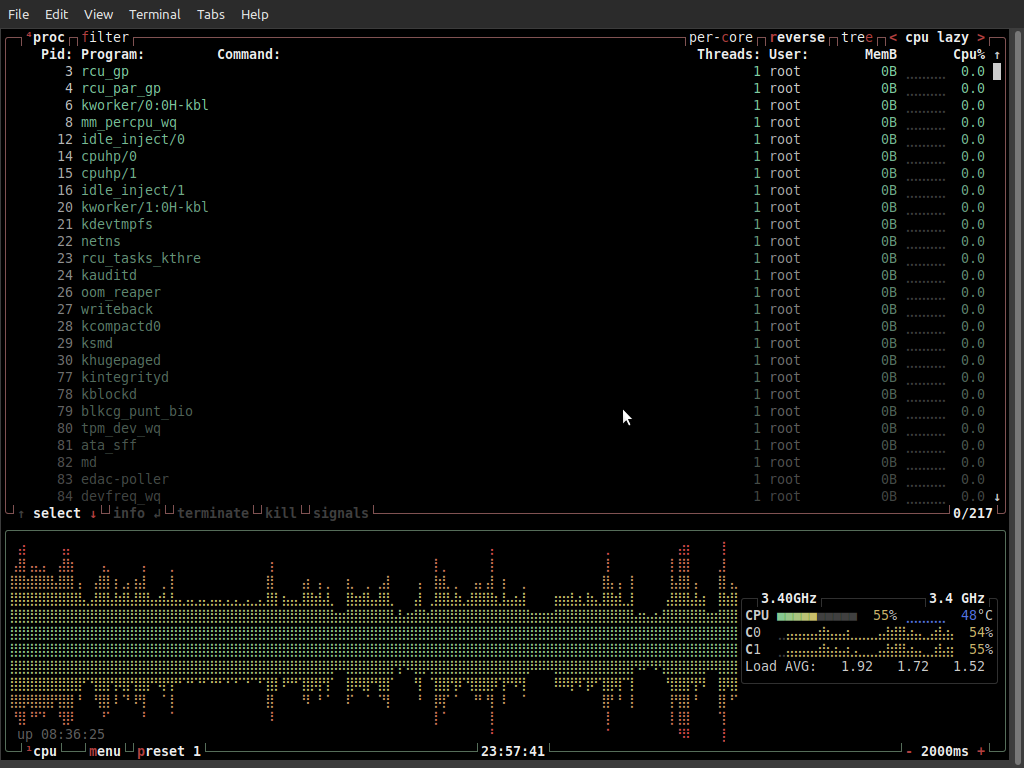 File Edit View Terminal Tabs Help
⁴proc filter per-core reverse tree < cpu lazy >
Pid: Program: Command: Threads: User: MemB Cpu% ↑
3 rcu_gp 1 root 0B 0.0
4 rcu_par_gp 1 root 0B 0.0
6 kworker/0:0H-kbl 1 root 0B 0.0
8 mm_percpu_wq 1 root 0B 0.0
12 idle_inject/0 1 root 0B 0.0
14 cpuhp/0 1 root 0B 0.0
15 cpuhp/1 1 root 0B 0.0
16 idle_inject/1 1 root 0B 0.0
20 kworker/1:0H-kbl 1 root 0B 0.0
21 kdevtmpfs 1 root 0B 0.0
22 netns 1 root 0B 0.0
23 rcu_tasks_kthre 1 root 0B 0.0
24 kauditd 1 root 0B 0.0
26 oom_reaper 1 root 0B 0.0
27 writeback 1 root 0B 0.0
28 kcompactd0 1 root 0B 0.0
29 ksmd 1 root 0B 0.0
30 khugepaged 1 root 0B 0.0
77 kintegrityd 1 root 0B 0.0
78 kblockd 1 root 0B 0.0
79 blkcg_punt_bio 1 root 0B 0.0
80 tpm_dev_wq 1 root 0B 0.0
81 ata_sff 1 root 0B 0.0
82 md 1 root 0B 0.0
83 edac-poller 1 root 0B 0.0
84 devfreq_wq 1 root 0B 0.0 ↓
↑ select ↓ info ↲ terminate kill signals 0/217
3.40GHz 3.4 GHz
CPU 55% 48°C
C0 54%
C1 55%
Load AVG: 1.92 1.72 1.52
up 08:36:25
¹cpu menu preset 1 23:57:41 - 2000ms +